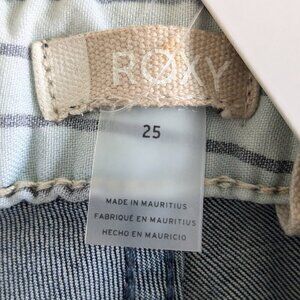 ROXY
25
MADE IN MAURITIUS
FABRIQUÉ EN MAURITIUS
HECHO EN MAURICIO